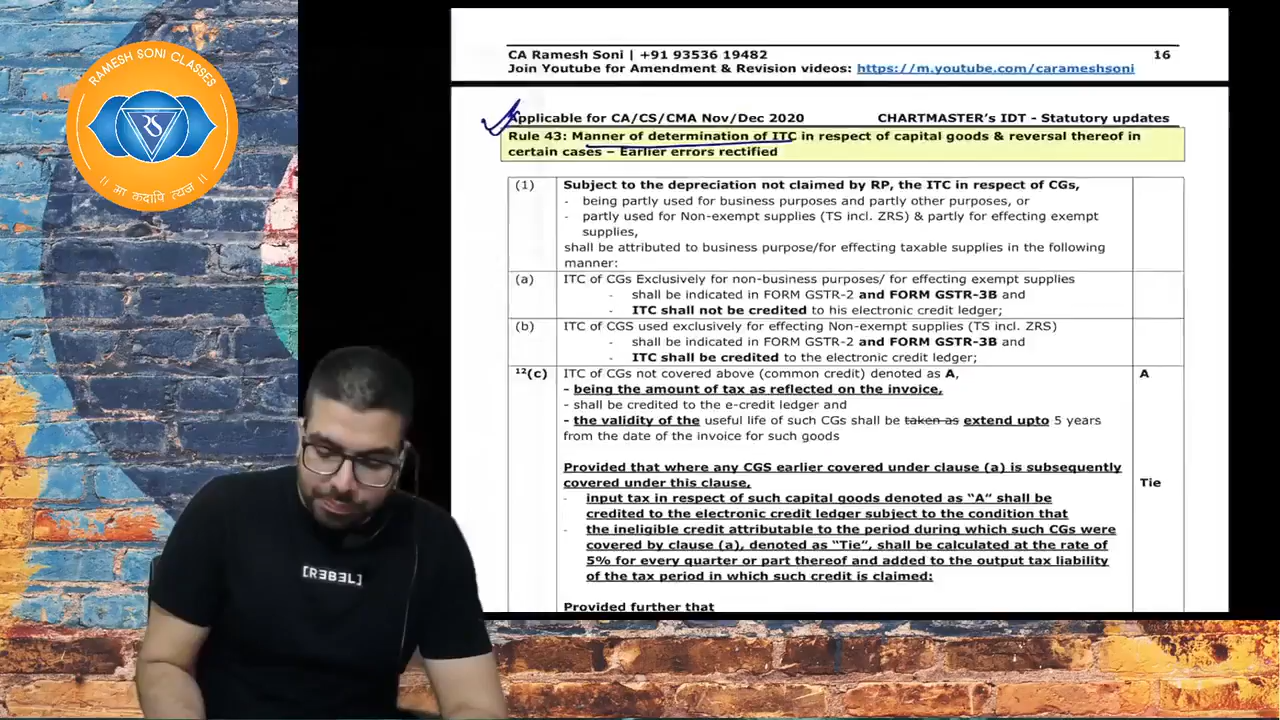 RAMESH SONI CLASSES
RS
|| मा कदापि त्यज ||
[RƎBƎL]
CA Ramesh Soni | +91 93536 19482 16
Join Youtube for Amendment & Revision videos: https://m.youtube.com/carameshsoni
Applicable for CA/CS/CMA Nov/Dec 2020 CHARTMASTER’s IDT - Statutory updates
Rule 43: Manner of determination of ITC in respect of capital goods & reversal thereof in
certain cases – Earlier errors rectified
(1) Subject to the depreciation not claimed by RP, the ITC in respect of CGs,
- being partly used for business purposes and partly other purposes, or
- partly used for Non-exempt supplies (TS incl. ZRS) & partly for effecting exempt
supplies,
shall be attributed to business purpose/for effecting taxable supplies in the following
manner:
(a) ITC of CGs Exclusively for non-business purposes/ for effecting exempt supplies
- shall be indicated in FORM GSTR-2 and FORM GSTR-3B and
- ITC shall not be credited to his electronic credit ledger;
(b) ITC of CGS used exclusively for effecting Non-exempt supplies (TS incl. ZRS)
- shall be indicated in FORM GSTR-2 and FORM GSTR-3B and
- ITC shall be credited to the electronic credit ledger;
12(c) ITC of CGs not covered above (common credit) denoted as A, A
- being the amount of tax as reflected on the invoice,
- shall be credited to the e-credit ledger and
- the validity of the useful life of such CGs shall be taken as extend upto 5 years
from the date of the invoice for such goods
Provided that where any CGS earlier covered under clause (a) is subsequently
covered under this clause, Tie
- input tax in respect of such capital goods denoted as “A” shall be
credited to the electronic credit ledger subject to the condition that
- the ineligible credit attributable to the period during which such CGs were
covered by clause (a), denoted as “Tie”, shall be calculated at the rate of
5% for every quarter or part thereof and added to the output tax liability
of the tax period in which such credit is claimed:
Provided further that